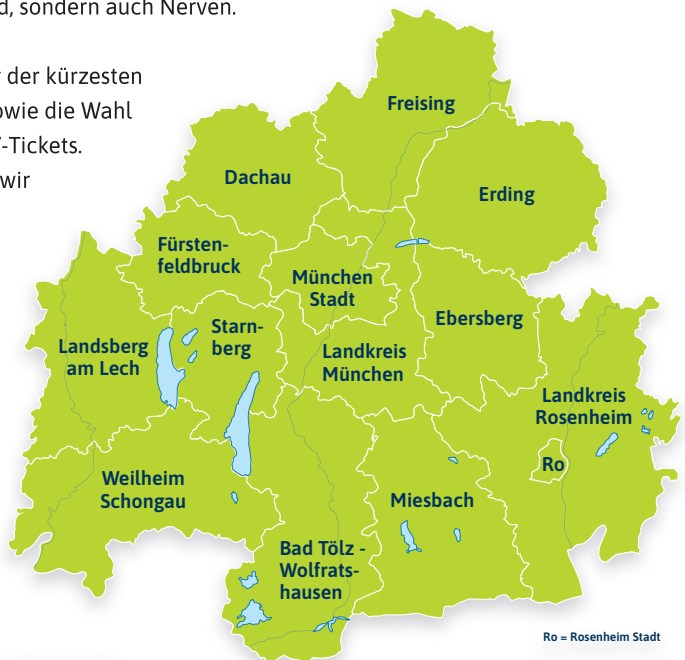 d, sondern auch Nerven.
der kürzesten
owie die Wahl
-Tickets.
wir
Freising
Dachau
Erding
Fürsten-
feldbruck
München
Stadt
Ebersberg
Starn-
berg
Landsberg
am Lech
Landkreis
München
Landkreis
Rosenheim
Ro
Weilheim
Schongau
Miesbach
Bad Tölz -
Wolfrats-
hausen
Ro = Rosenheim Stadt